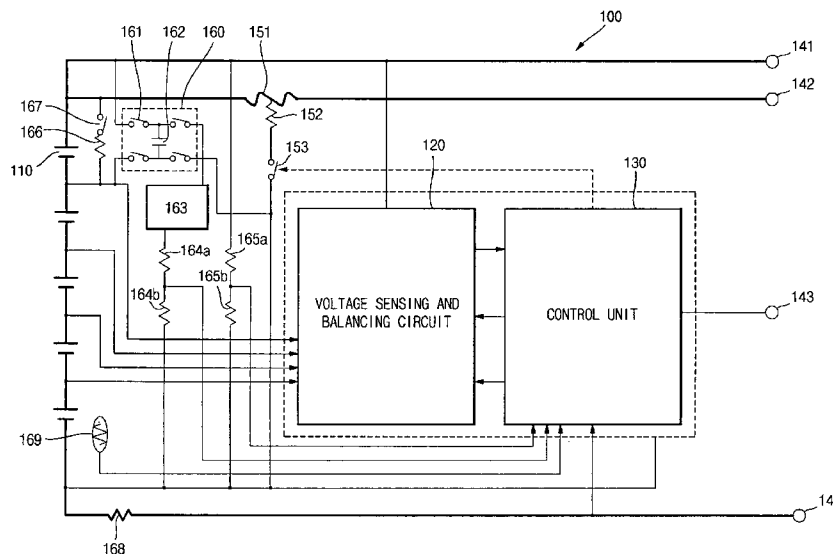 100
161
162
160
151
141
142
167
166
152
153
110
120
130
163
164a
165a
164b
165b
VOLTAGE SENSING AND
BALANCING CIRCUIT
CONTROL UNIT
143
169
168
14